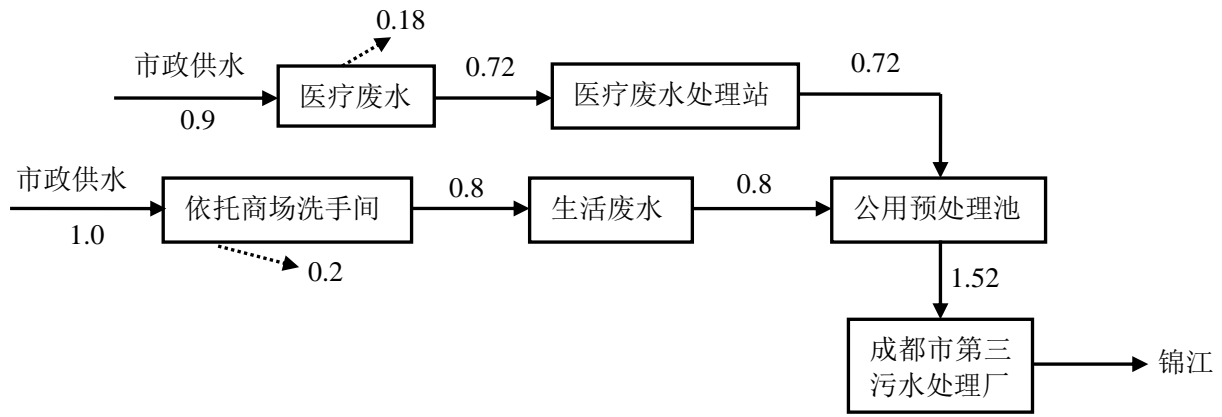 0.18
市政供水
0.9
医疗废水
0.72
医疗废水处理站
0.72
市政供水
1.0
依托商场洗手间
0.2
0.8
生活废水
0.8
公用预处理池
1.52
成都市第三
污水处理厂
锦江